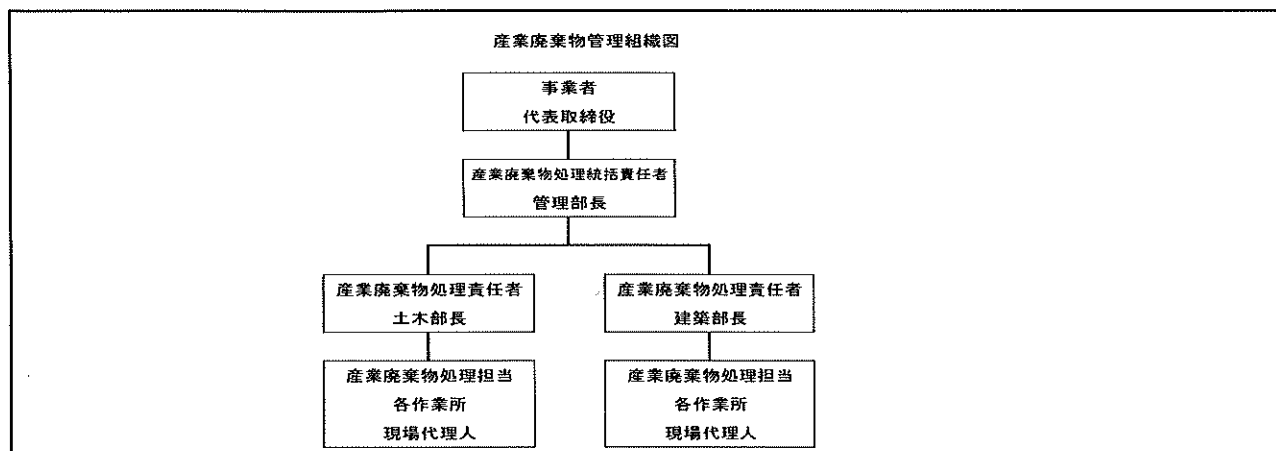 産業廃棄物管理組織図
事業者
代表取締役
産業廃棄物処理統括責任者
管理部長
産業廃棄物処理責任者
土木部長
産業廃棄物処理責任者
建築部長
産業廃棄物処理担当
各作業所
現場代理人
産業廃棄物処理担当
各作業所
現場代理人